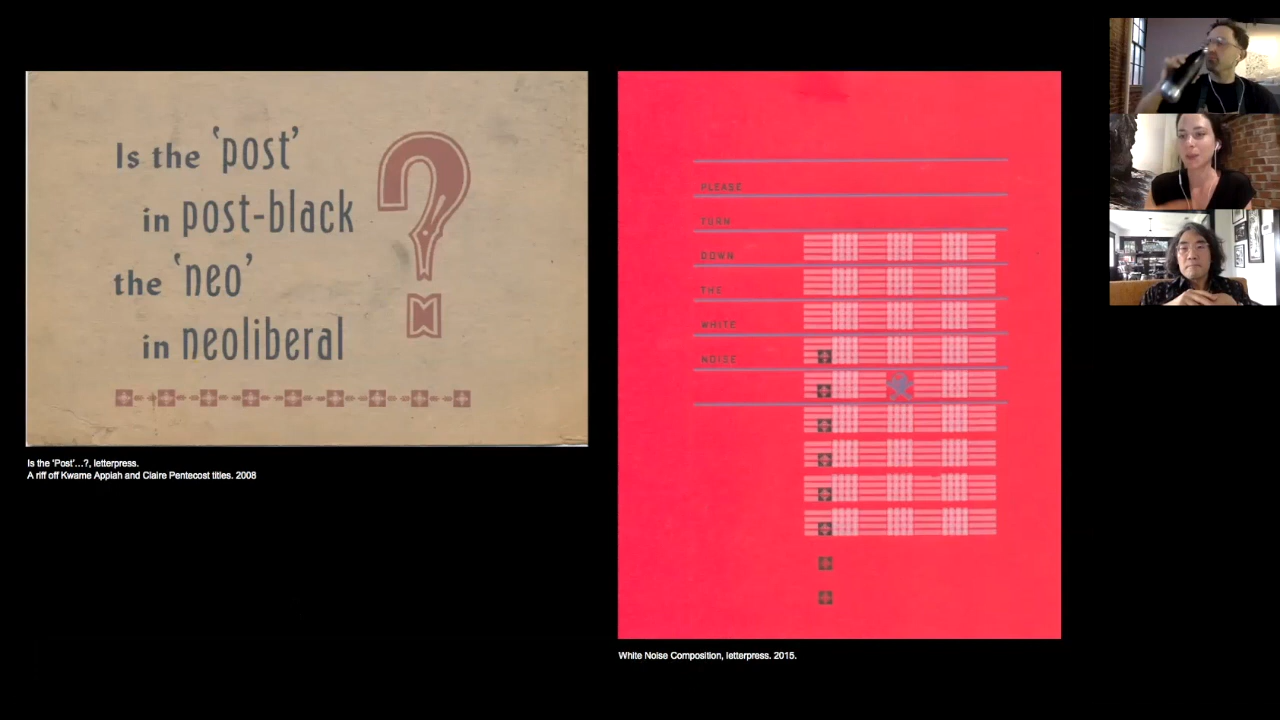 Is the ‘post’
in post-black
the ‘neo’
in neoliberal
?
Is the 'Post'...?, letterpress.
A riff off Kwame Appiah and Claire Pentecost titles. 2008
PLEASE
TURN
DOWN
THE
WHITE
NOISE
White Noise Composition, letterpress. 2015.